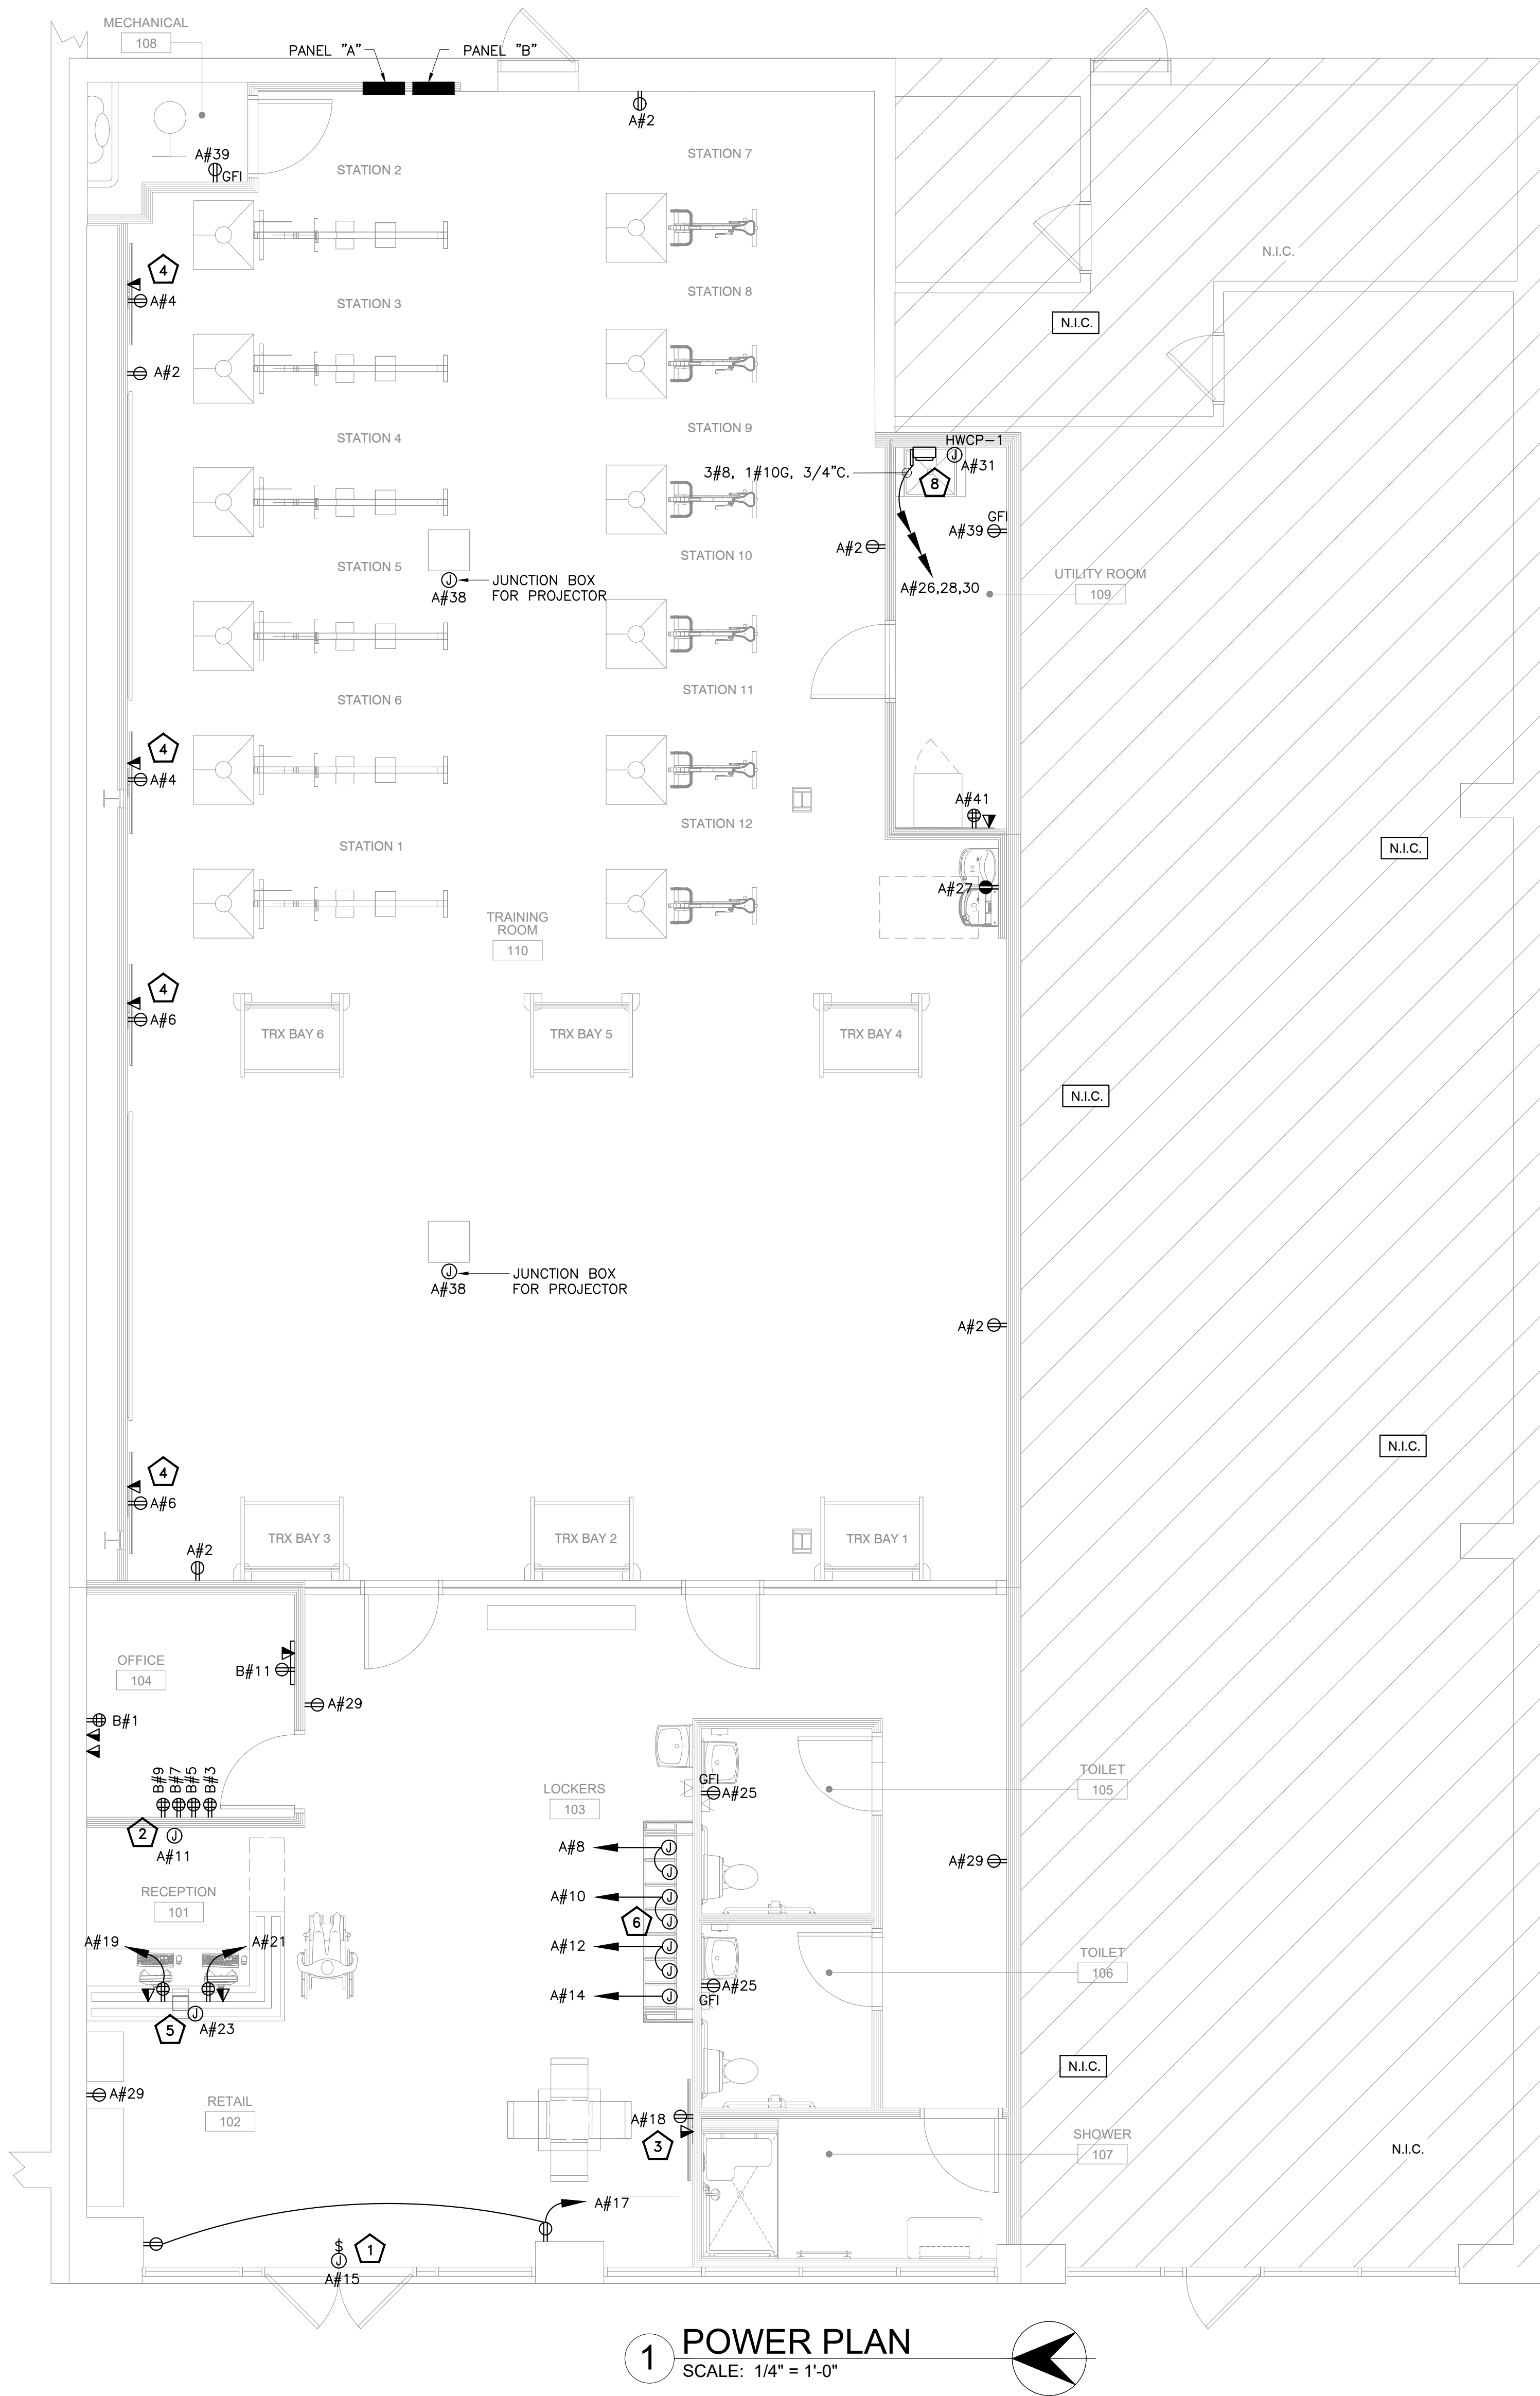 MECHANICAL
108
PANEL "A"
PANEL "B"
A#2
A#39
GFI
STATION 2
STATION 7
4
A#4
STATION 3
STATION 8
N.I.C.
N.I.C.
A#2
STATION 4
STATION 9
HWCP-1
J
A#31
3#8, 1#10G, 3/4"C.
8
GFI
A#39
A#2
STATION 5
STATION 10
J
JUNCTION BOX
FOR PROJECTOR
A#38
A#26,28,30
UTILITY ROOM
109
STATION 6
STATION 11
4
A#4
A#41
STATION 12
STATION 1
N.I.C.
A#27
TRAINING
ROOM
110
4
A#6
TRX BAY 6
TRX BAY 5
TRX BAY 4
N.I.C.
J
JUNCTION BOX
FOR PROJECTOR
A#38
A#2
N.I.C.
4
A#6
TRX BAY 3
TRX BAY 2
TRX BAY 1
A#2
OFFICE
104
B#11
A#29
B#1
B#9
B#7
B#5
B#3
LOCKERS
103
GFI
A#25
TOILET
105
2
J
A#11
A#8
J
J
A#29
RECEPTION
101
A#10
J
6
J
A#19
A#21
A#12
J
J
TOILET
106
A#14
J
A#25
GFI
5
J
A#23
N.I.C.
A#29
RETAIL
102
A#18
3
SHOWER
107
N.I.C.
A#17
$
1
J
A#15
1
POWER PLAN
SCALE: 1/4" = 1'-0"